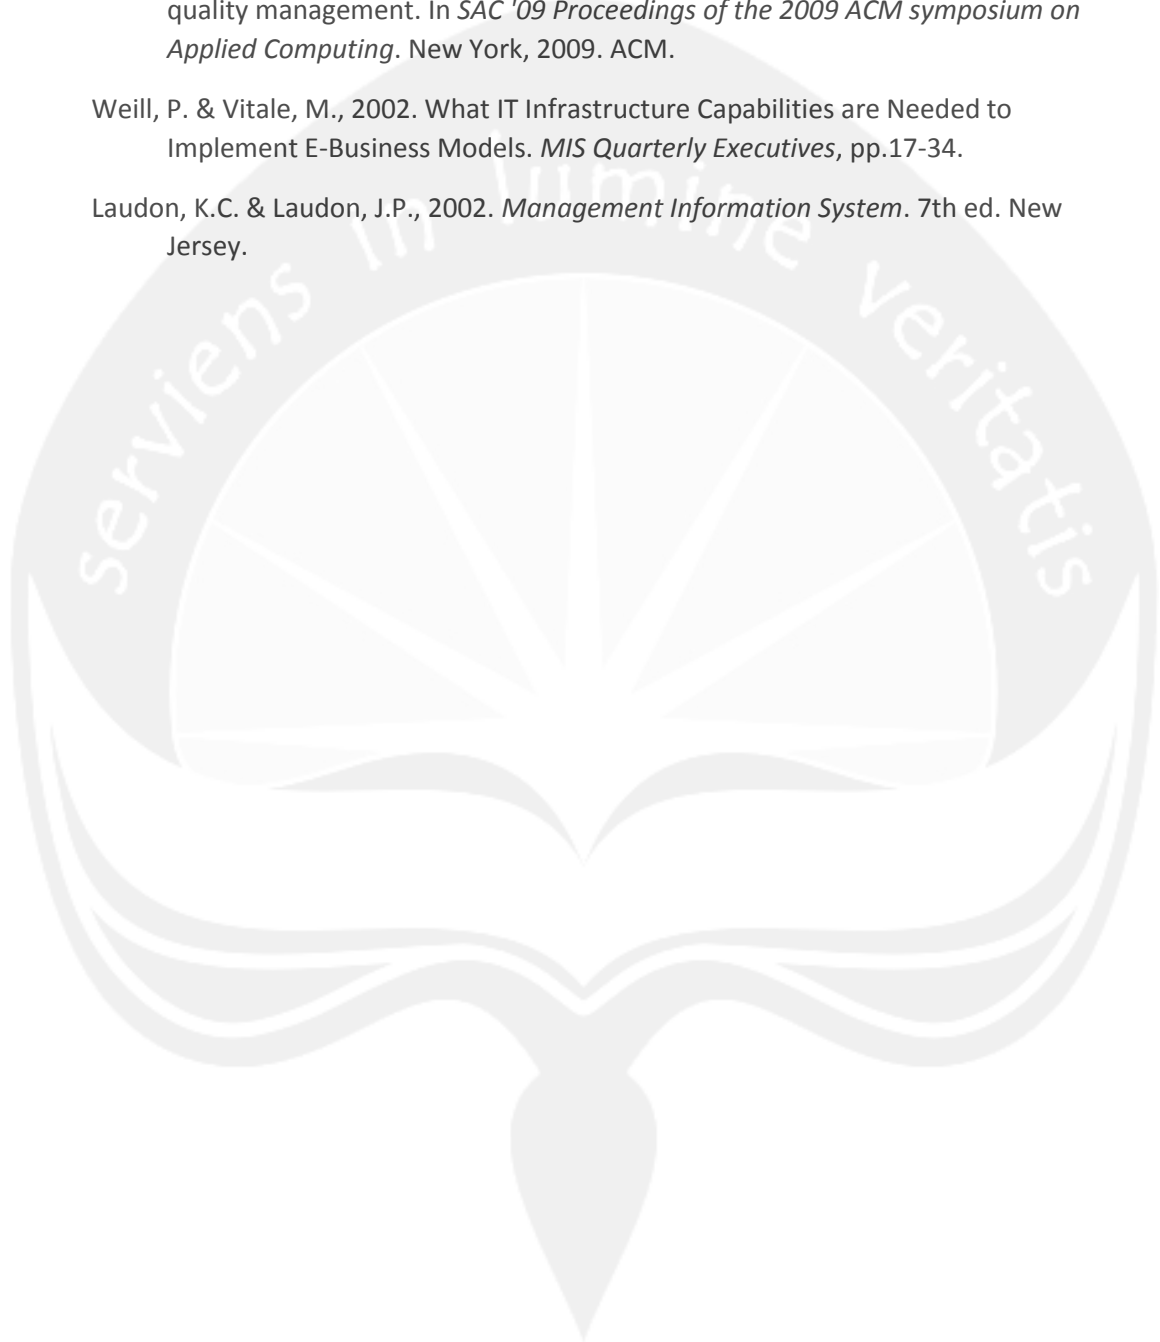 quality management. In SAC '09 Proceedings of the 2009 ACM symposium on
Applied Computing. New York, 2009. ACM.
Weill, P. & Vitale, M., 2002. What IT Infrastructure Capabilities are Needed to
Implement E-Business Models. MIS Quarterly Executives, pp.17-34.
Laudon, K.C. & Laudon, J.P., 2002. Management Information System. 7th ed. New
Jersey.
serviens in lumine veritatis